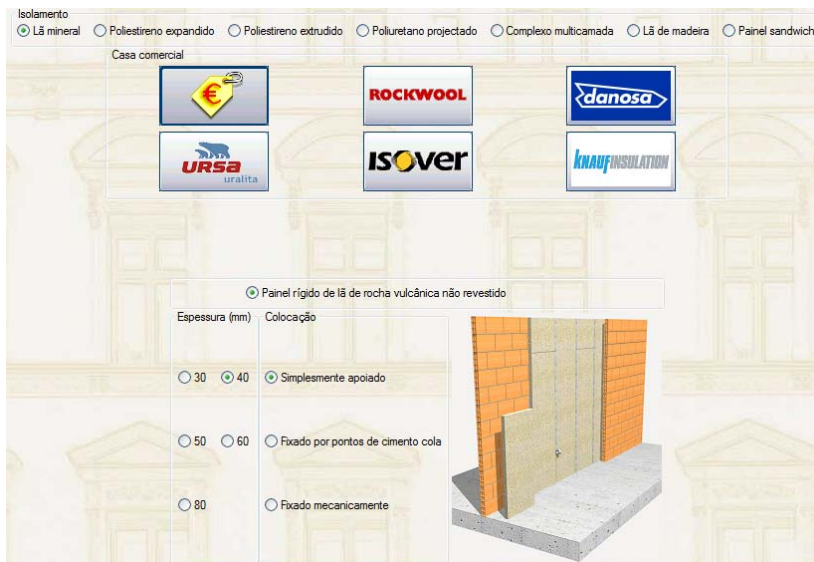 Isolamento
Lã mineral Poliestireno expandido Poliestireno extrudido Poliuretano projectado Complexo multicamada Lã de madeira Painel sandwich
Casa comercial
€ ROCKWOOL danosa
URSA uralita ISOVER KNAUFINSULATION
Painel rígido de lã de rocha vulcânica não revestido
Espessura (mm) Colocação
30 40 Simplesmente apoiado
50 60 Fixado por pontos de cimento cola
80 Fixado mecanicamente